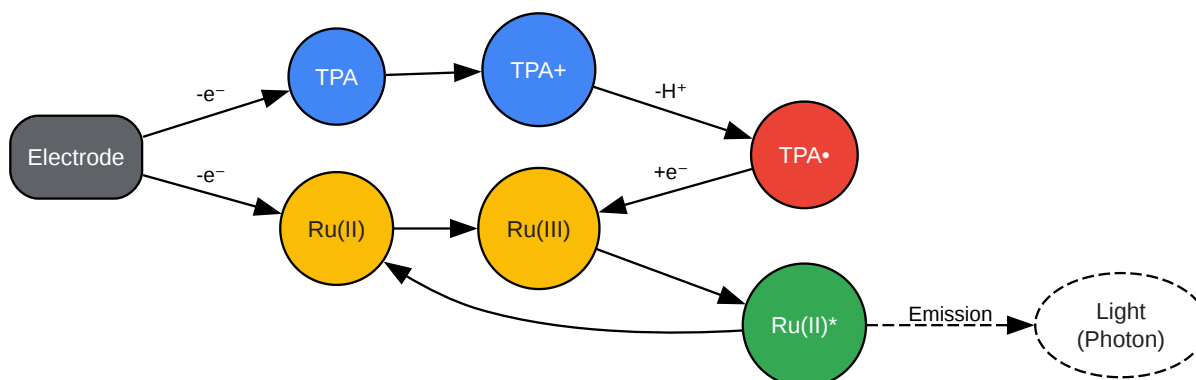 TPA
TPA+
-e⁻
-H⁺
Electrode
TPA•
-e⁻
+e⁻
Ru(II)
Ru(III)
Ru(II)*
Emission
Light
(Photon)